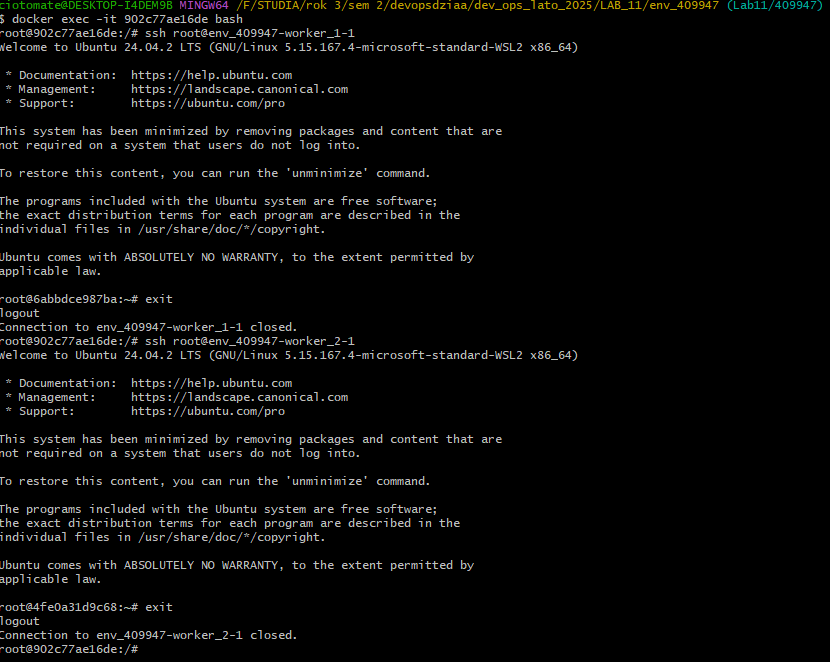 ciotomate@DESKTOP-I4DEM9B MINGW64 /F/STUDIA/rok 3/sem 2/devopsdziaa/dev_ops_lato_2025/LAB_11/env_409947 (Lab11/409947)
$ docker exec -it 902c77ae16de bash
root@902c77ae16de:/# ssh root@env_409947-worker_1-1
Welcome to Ubuntu 24.04.2 LTS (GNU/Linux 5.15.167.4-microsoft-standard-WSL2 x86_64)
* Documentation:  https://help.ubuntu.com
* Management:     https://landscape.canonical.com
* Support:        https://ubuntu.com/pro
This system has been minimized by removing packages and content that are
not required on a system that users do not log into.
To restore this content, you can run the 'unminimize' command.
The programs included with the Ubuntu system are free software;
the exact distribution terms for each program are described in the
individual files in /usr/share/doc/*/copyright.
Ubuntu comes with ABSOLUTELY NO WARRANTY, to the extent permitted by
applicable law.
root@6abbdce987ba:~# exit
logout
Connection to env_409947-worker_1-1 closed.
root@902c77ae16de:/# ssh root@env_409947-worker_2-1
Welcome to Ubuntu 24.04.2 LTS (GNU/Linux 5.15.167.4-microsoft-standard-WSL2 x86_64)
* Documentation:  https://help.ubuntu.com
* Management:     https://landscape.canonical.com
* Support:        https://ubuntu.com/pro
This system has been minimized by removing packages and content that are
not required on a system that users do not log into.
To restore this content, you can run the 'unminimize' command.
The programs included with the Ubuntu system are free software;
the exact distribution terms for each program are described in the
individual files in /usr/share/doc/*/copyright.
Ubuntu comes with ABSOLUTELY NO WARRANTY, to the extent permitted by
applicable law.
root@4fe0a31d9c68:~# exit
logout
Connection to env_409947-worker_2-1 closed.
root@902c77ae16de:/#